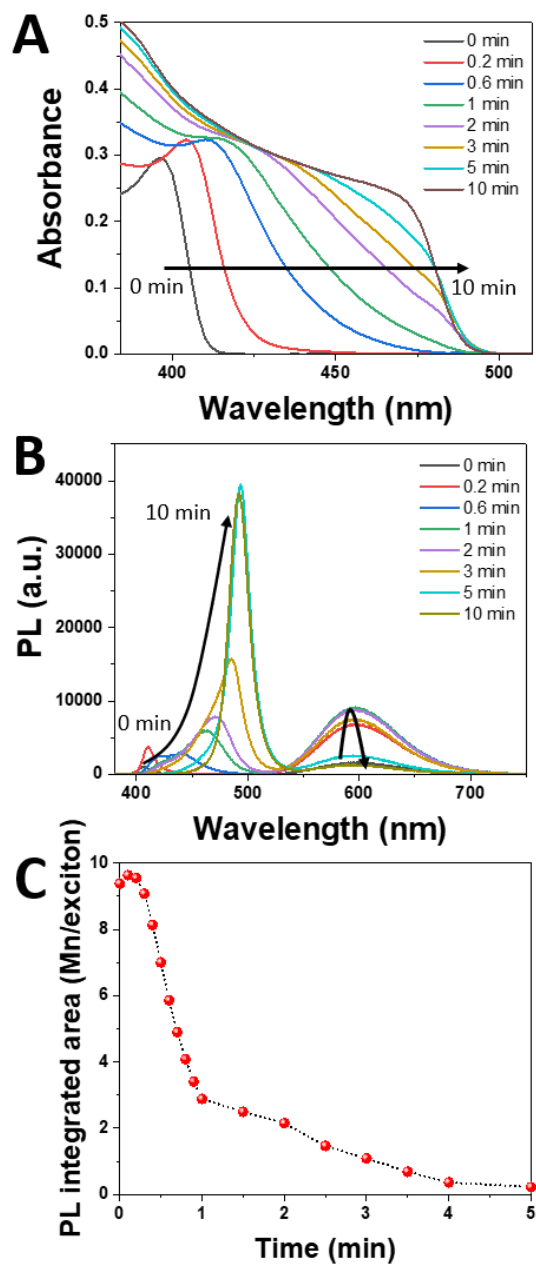 A
Absorbance
0.5
0.4
0.3
0.2
0.1
0.0
0 min
0.2 min
0.6 min
1 min
2 min
3 min
5 min
10 min
0 min
10 min
400
450
500
Wavelength (nm)
B
PL (a.u.)
40000
30000
20000
10000
0
0 min
0.2 min
0.6 min
1 min
2 min
3 min
5 min
10 min
10 min
0 min
400
500
600
700
Wavelength (nm)
C
PL integrated area (Mn/exciton)
10
8
6
4
2
0
0
1
2
3
4
5
Time (min)